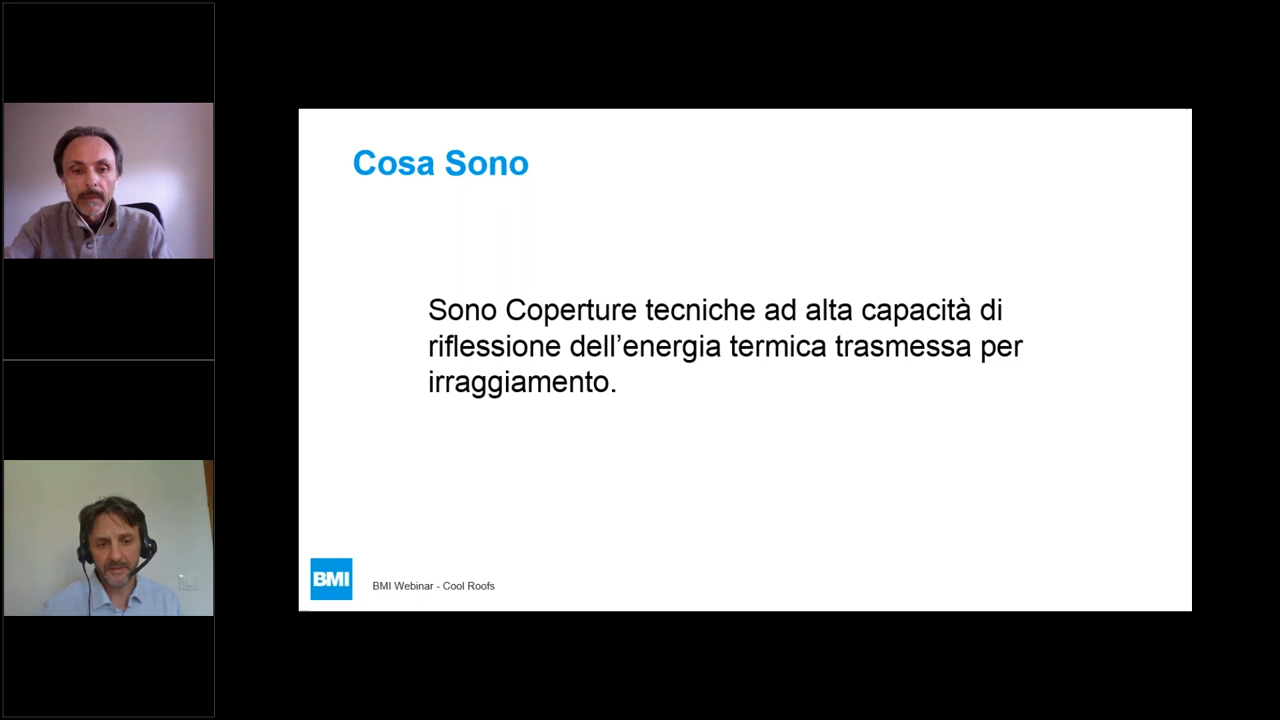 Cosa Sono
Sono Coperture tecniche ad alta capacità di
riflessione dell’energia termica trasmessa per
irraggiamento.
BMI
BMI Webinar - Cool Roofs